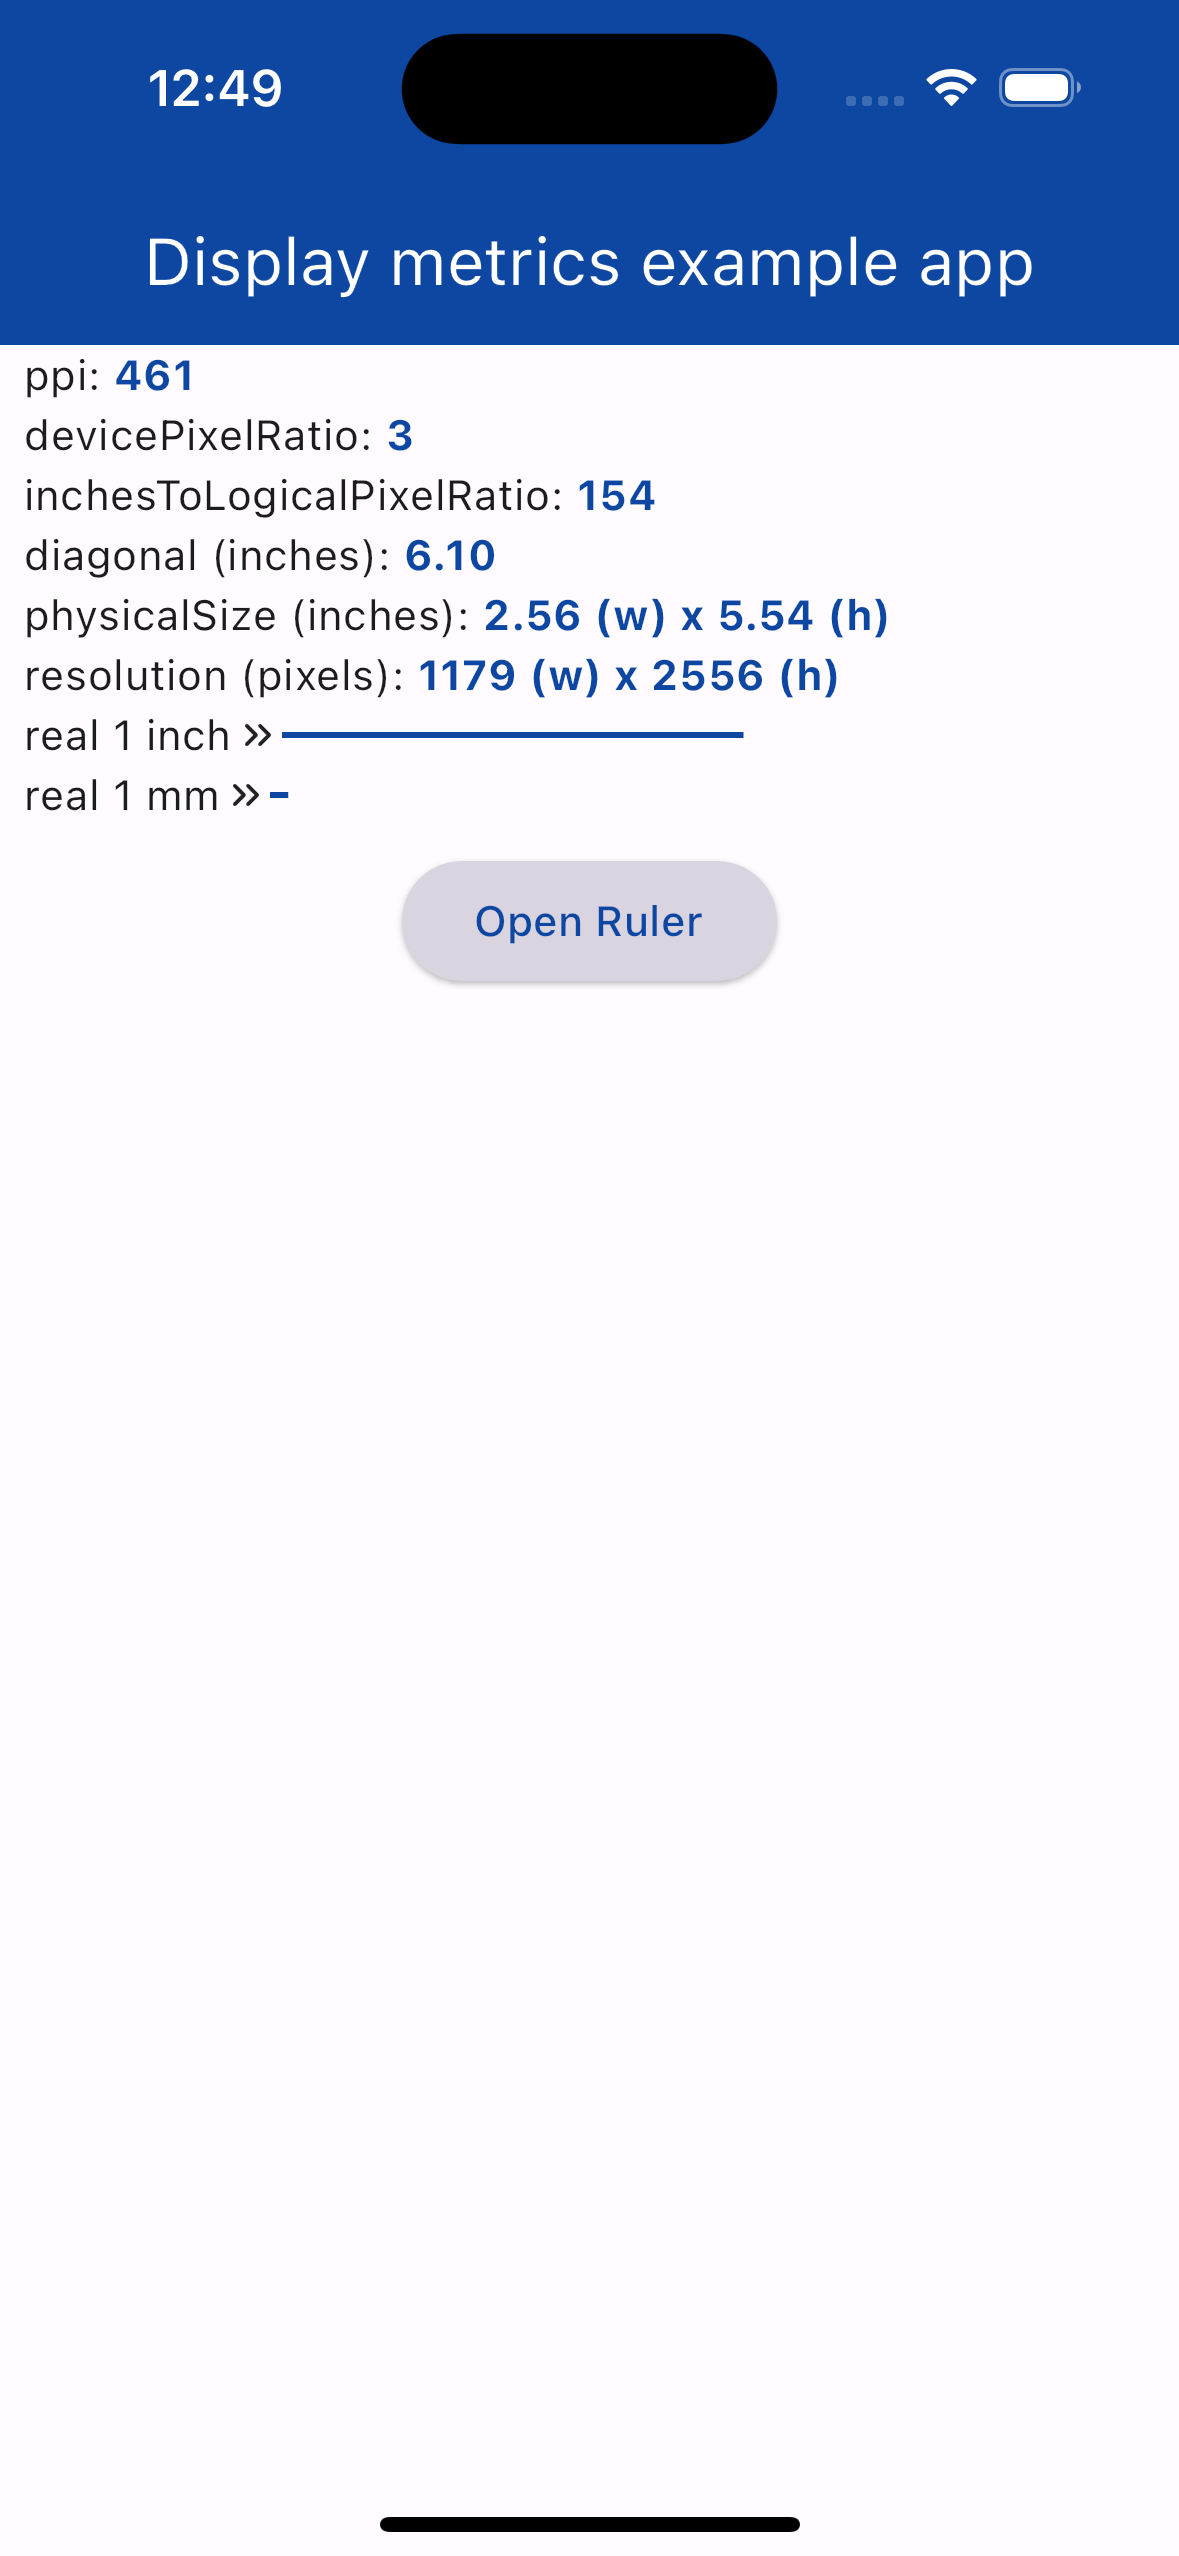 12:49
Display metrics example app
ppi: 461
devicePixelRatio: 3
inchesToLogicalPixelRatio: 154
diagonal (inches): 6.10
physicalSize (inches): 2.56 (w) x 5.54 (h)
resolution (pixels): 1179 (w) x 2556 (h)
real 1 inch »
real 1 mm »
Open Ruler